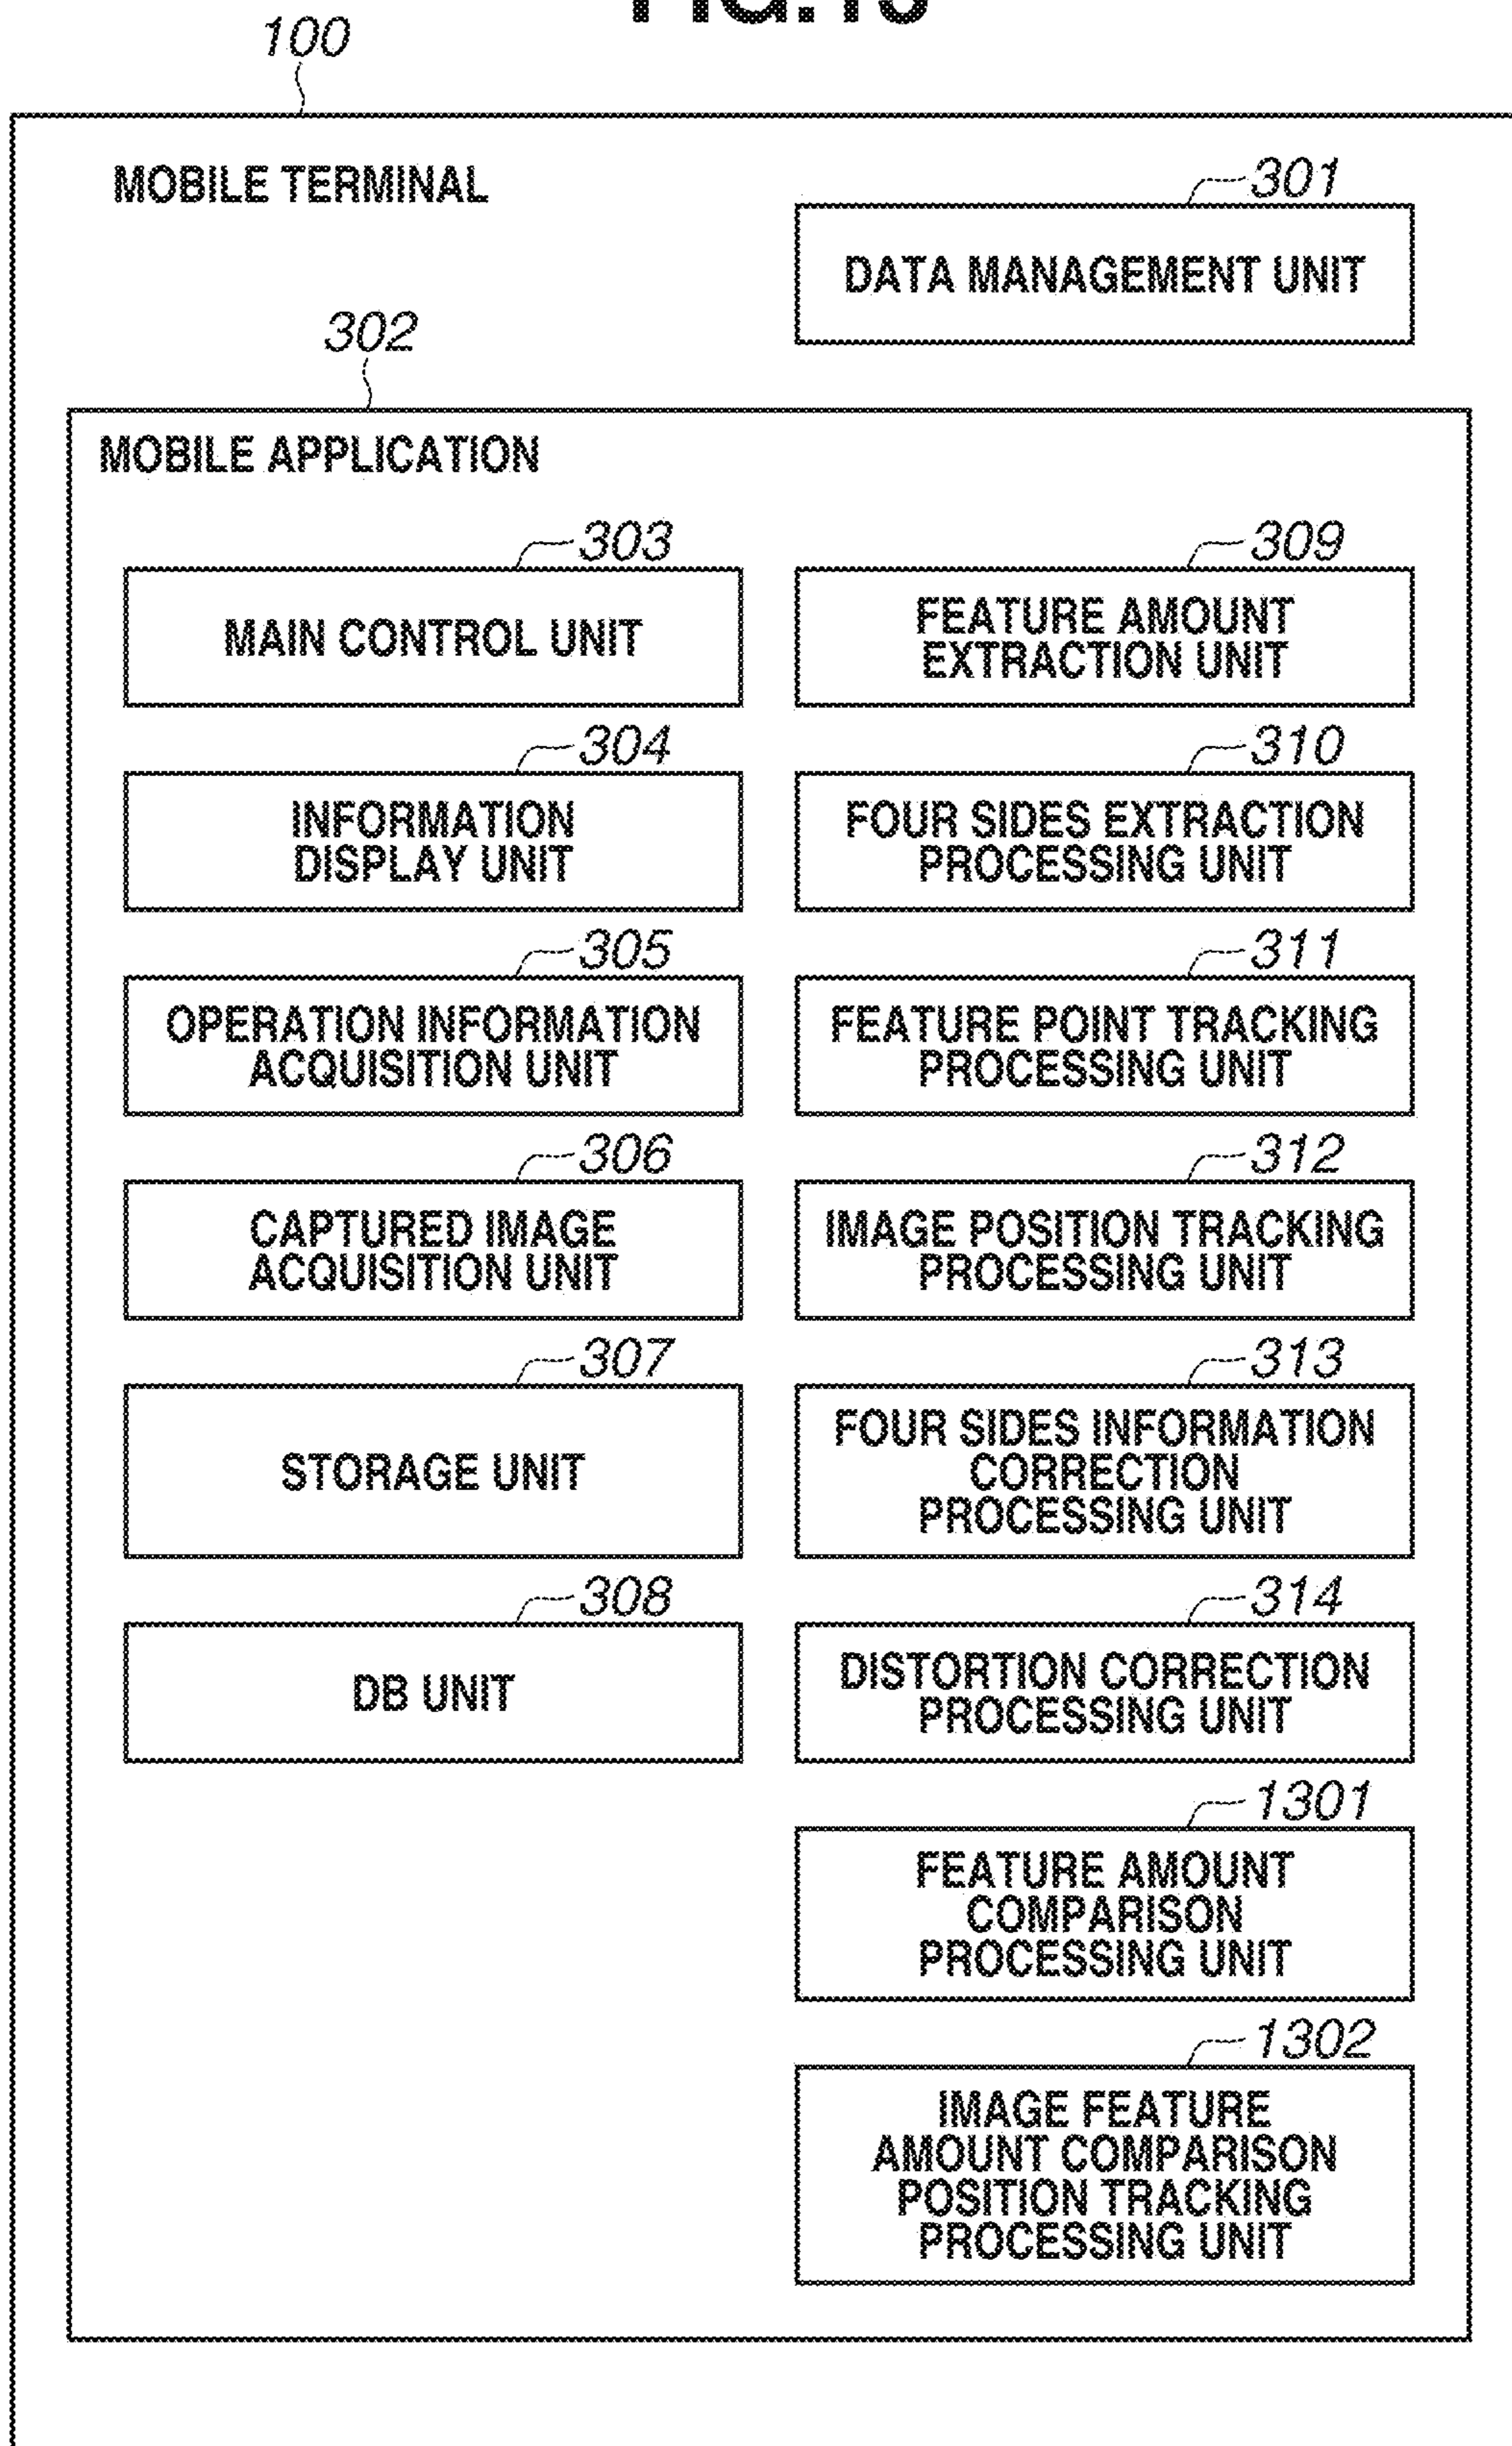 FIG.13
100
MOBILE TERMINAL
301
DATA MANAGEMENT UNIT
302
MOBILE APPLICATION
303
MAIN CONTROL UNIT
304
INFORMATION
DISPLAY UNIT
305
OPERATION INFORMATION
ACQUISITION UNIT
306
CAPTURED IMAGE
ACQUISITION UNIT
307
STORAGE UNIT
308
DB UNIT
309
FEATURE AMOUNT
EXTRACTION UNIT
310
FOUR SIDES EXTRACTION
PROCESSING UNIT
311
FEATURE POINT TRACKING
PROCESSING UNIT
312
IMAGE POSITION TRACKING
PROCESSING UNIT
313
FOUR SIDES INFORMATION
CORRECTION
PROCESSING UNIT
314
DISTORTION CORRECTION
PROCESSING UNIT
1301
FEATURE AMOUNT
COMPARISON
PROCESSING UNIT
1302
IMAGE FEATURE
AMOUNT COMPARISON
POSITION TRACKING
PROCESSING UNIT